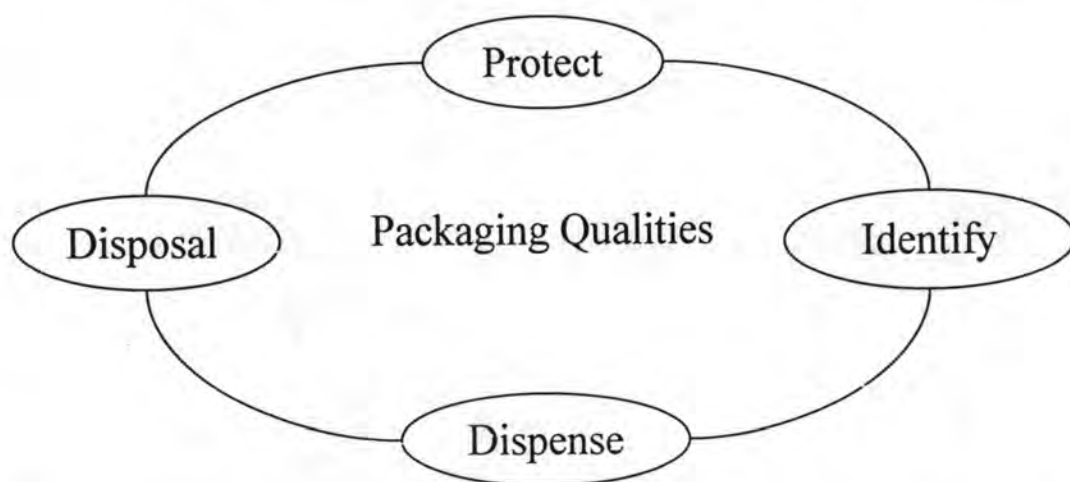 Protect
Disposal
Packaging Qualities
Identify
Dispense